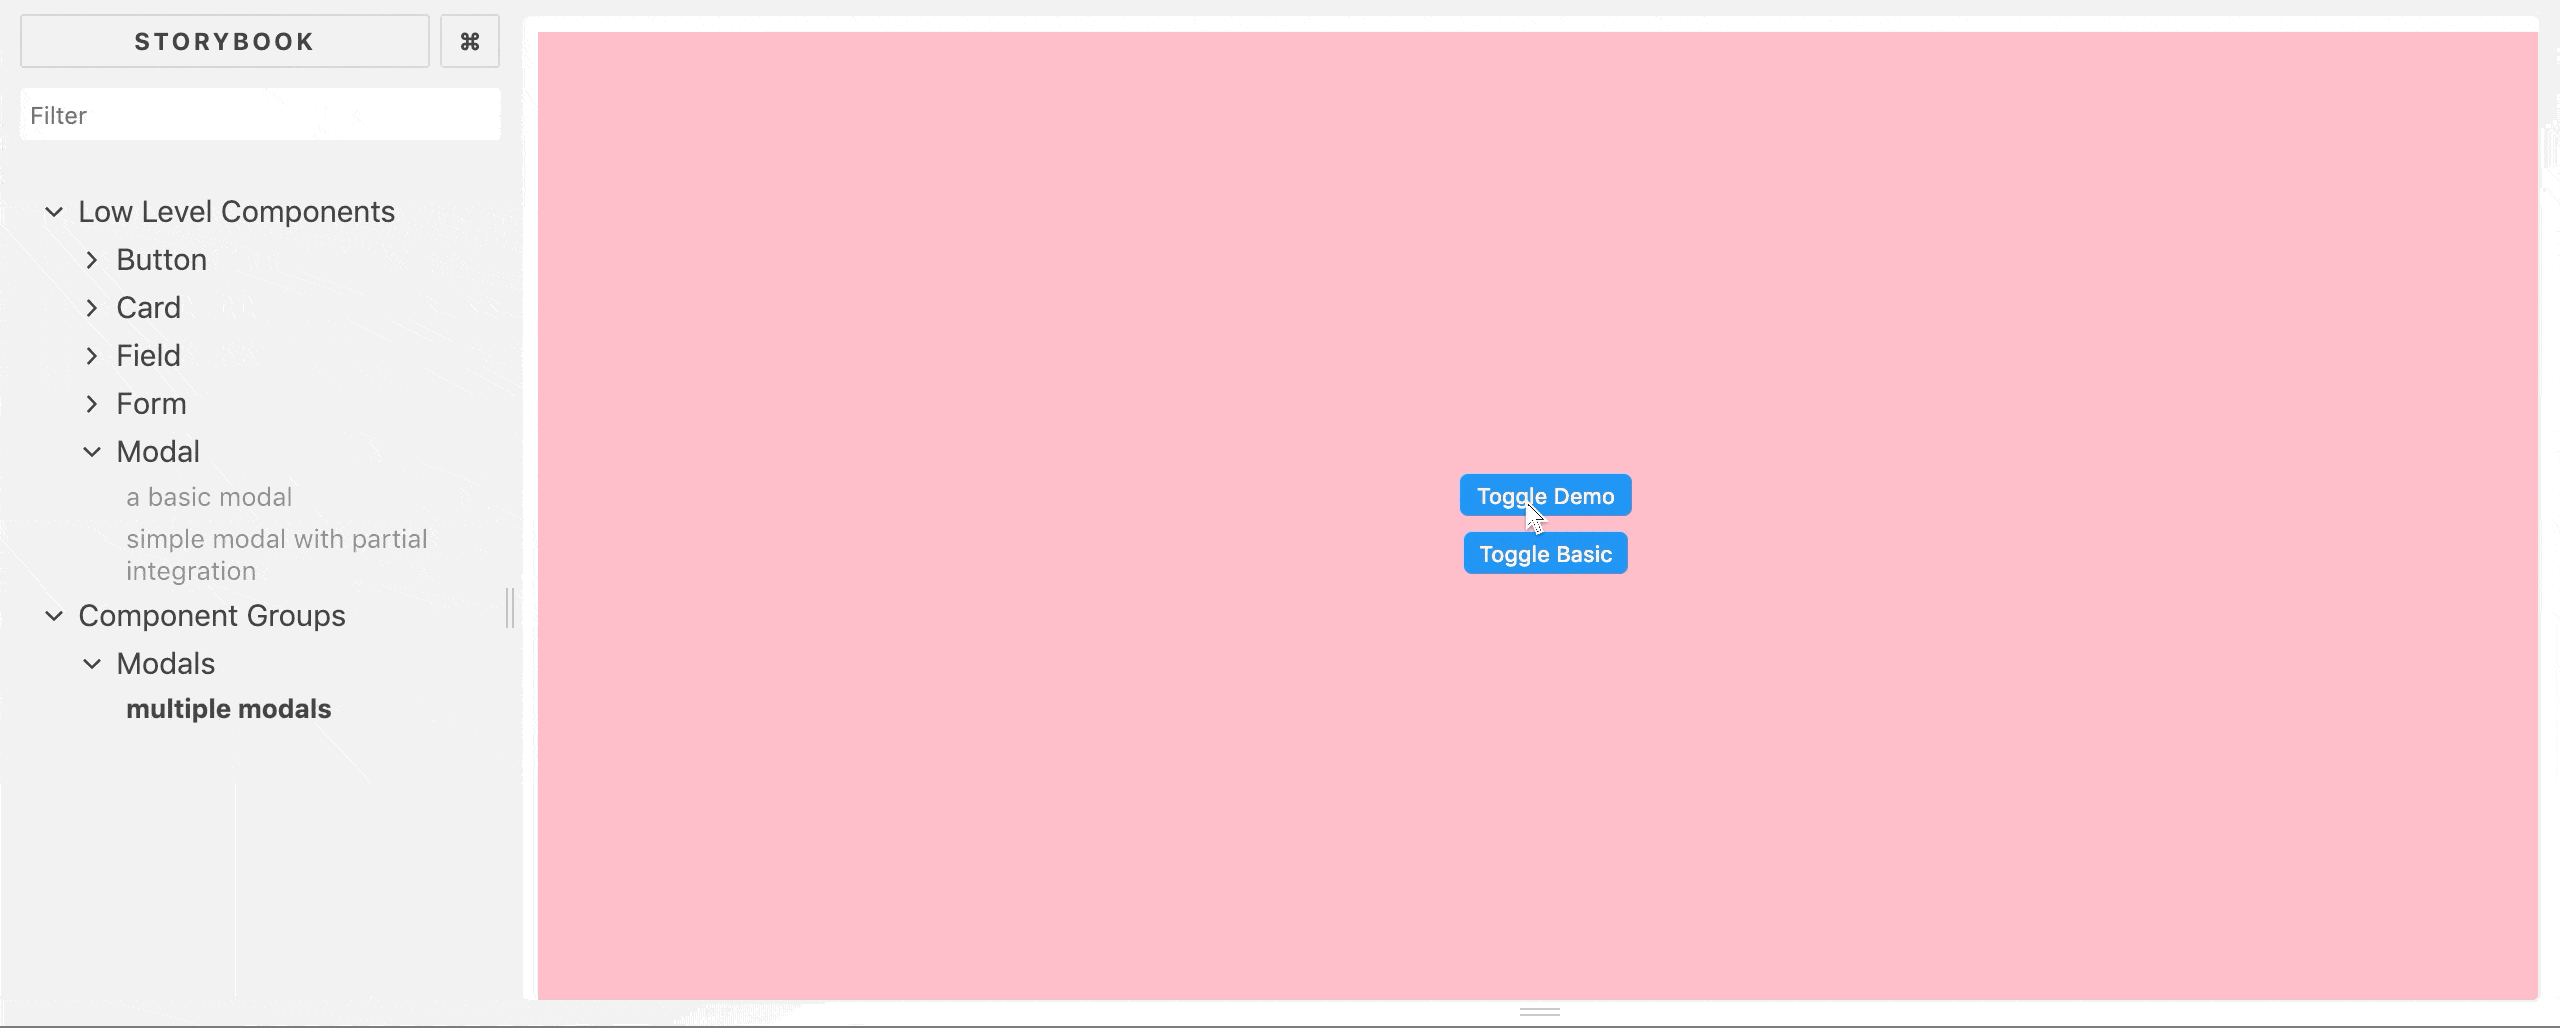 STORYBOOK
⌘
Filter
Low Level Components
Button
Card
Field
Form
Modal
a basic modal
simple modal with partial
integration
Component Groups
Modals
multiple modals
Toggle Demo
Toggle Basic